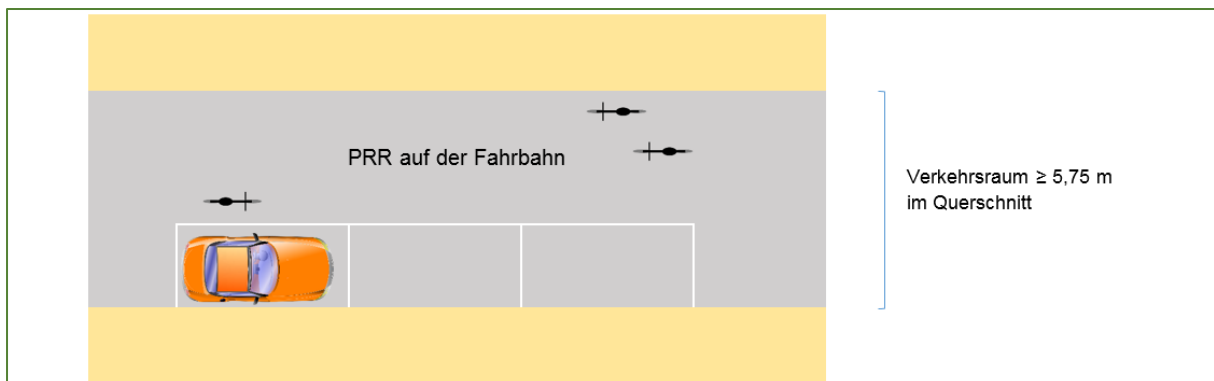 PRR auf der Fahrbahn
Verkehrsraum ≥ 5,75 m
im Querschnitt